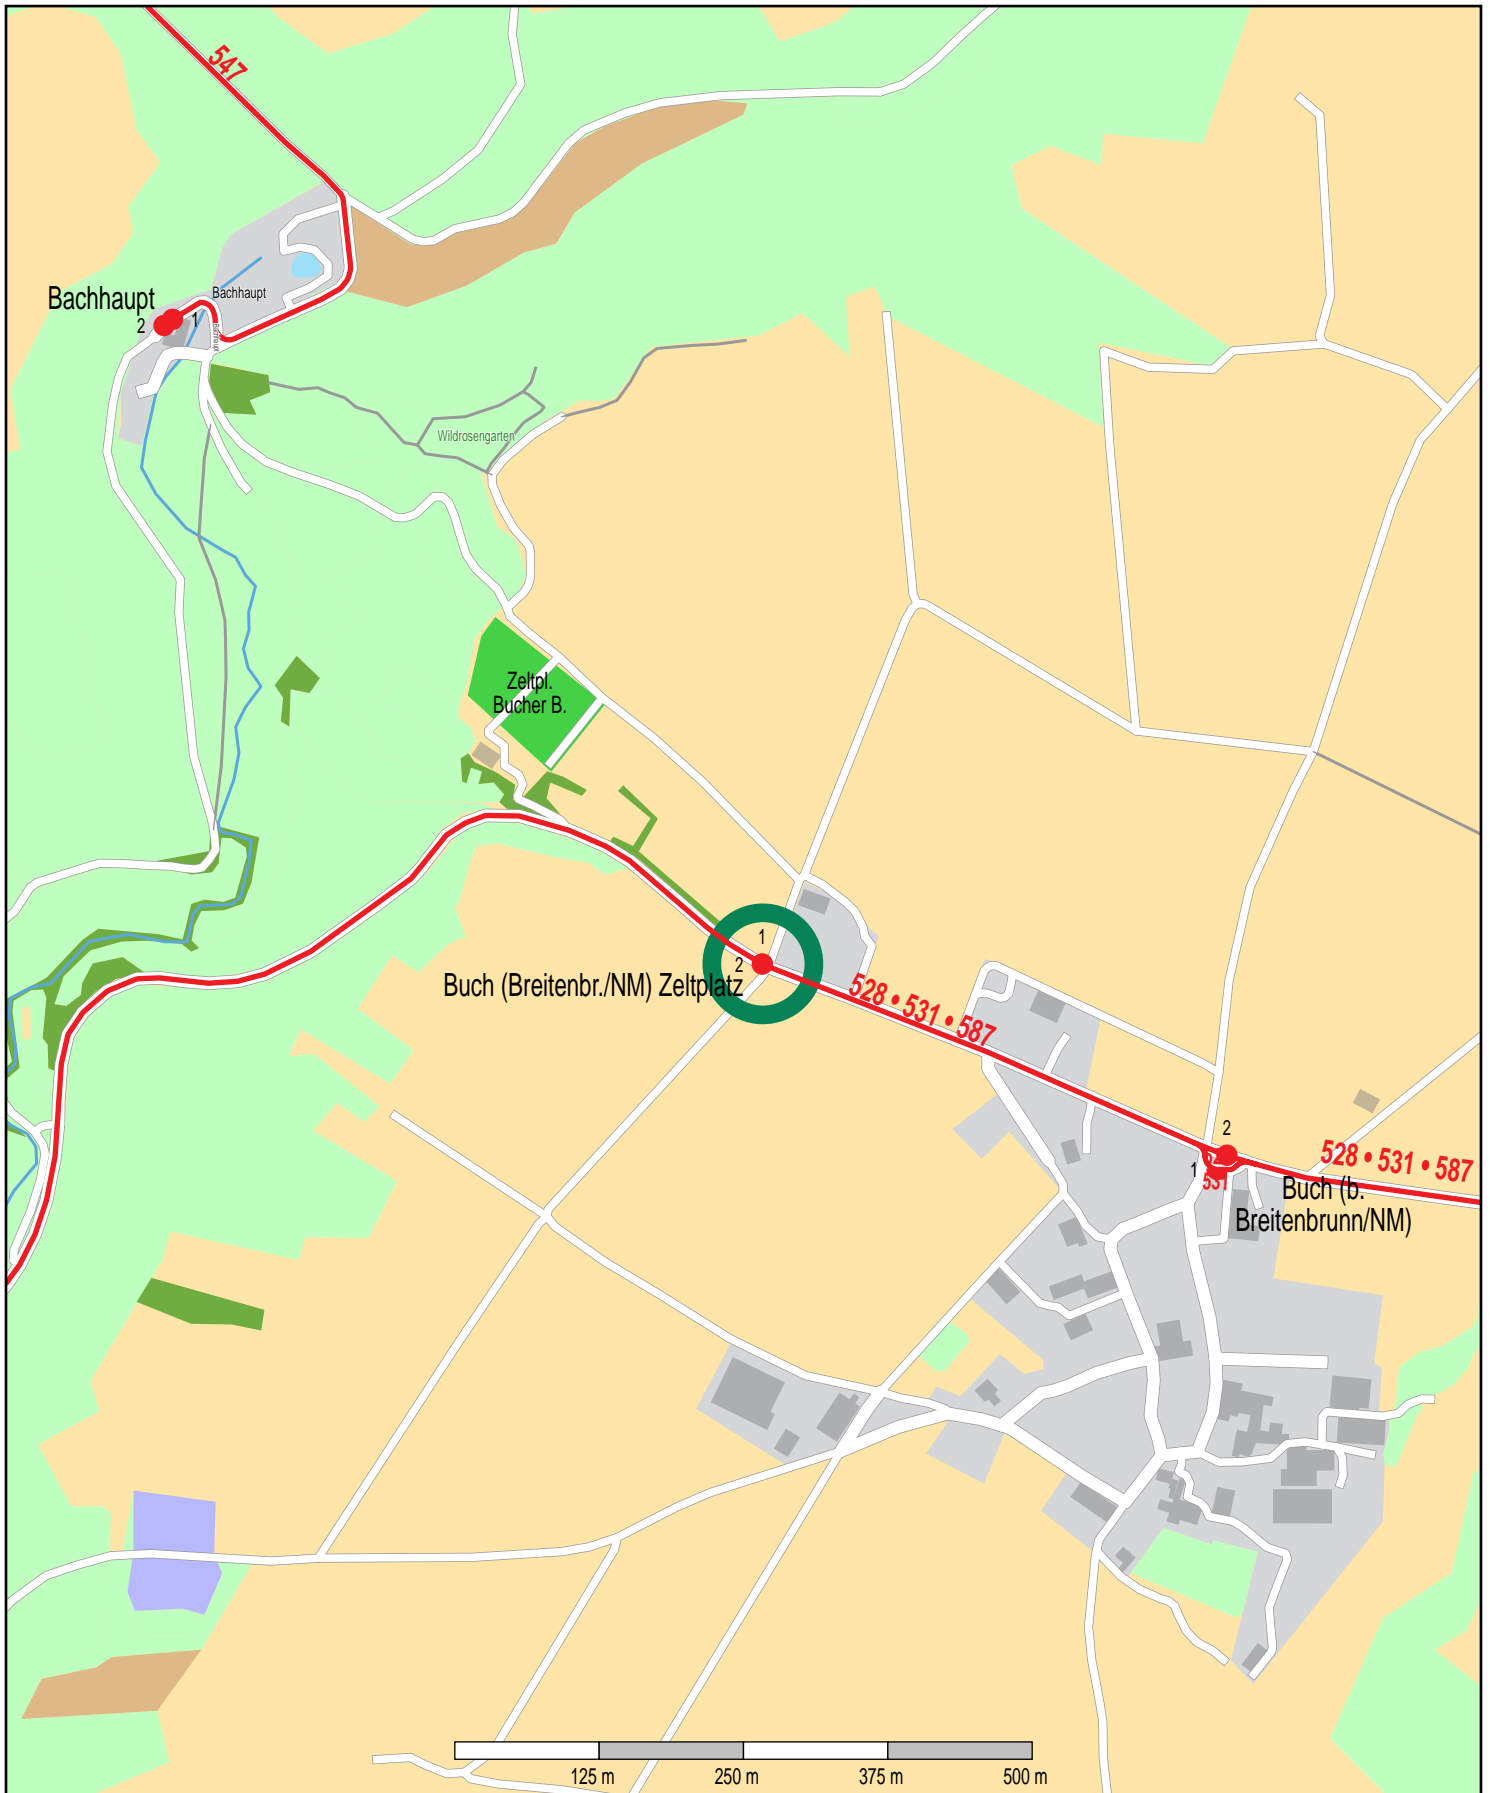 547
Bachhaupt
2
1
Bachhaupt
Bachhaupt
Wildrosengarten
Zeltpl.
Bucher B.
1
2
Buch (Breitenbr./NM) Zeltplatz
528 • 531 • 587
2
1
531
528 • 531 • 587
Buch (b.
Breitenbrunn/NM)
125 m
250 m
375 m
500 m